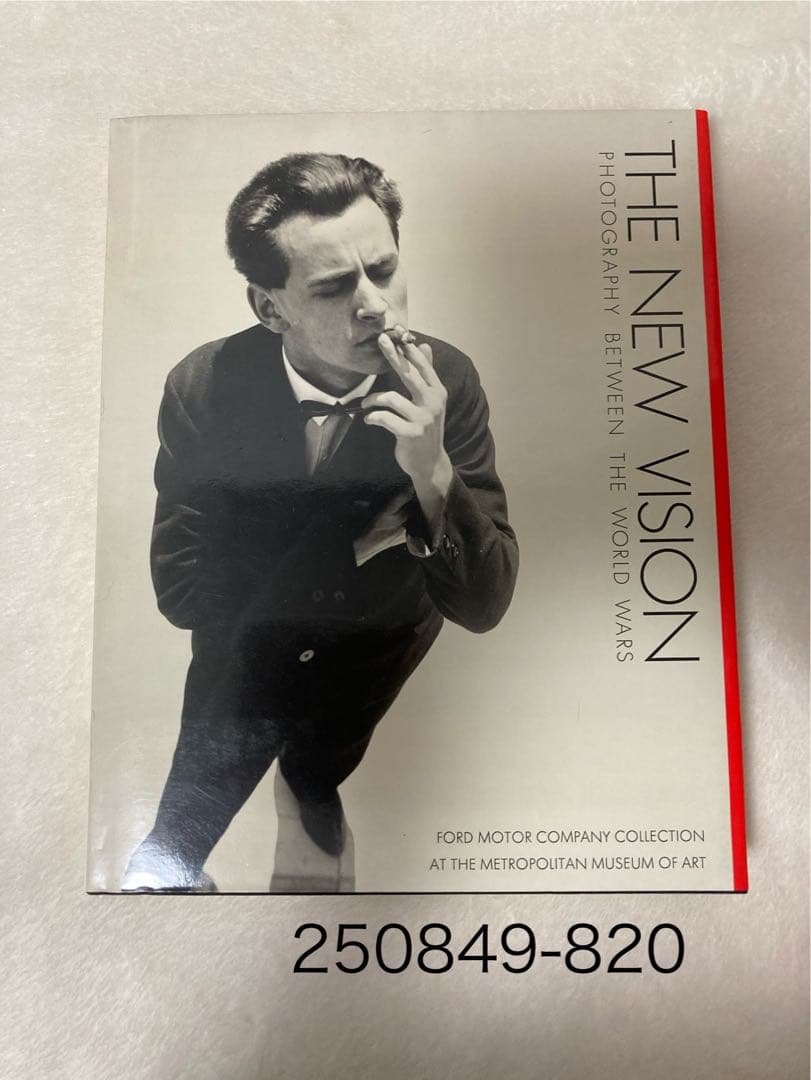 THE NEW VISION
PHOTOGRAPHY BETWEEN THE WORLD WARS
FORD MOTOR COMPANY COLLECTION
AT THE METROPOLITAN MUSEUM OF ART
250849-820